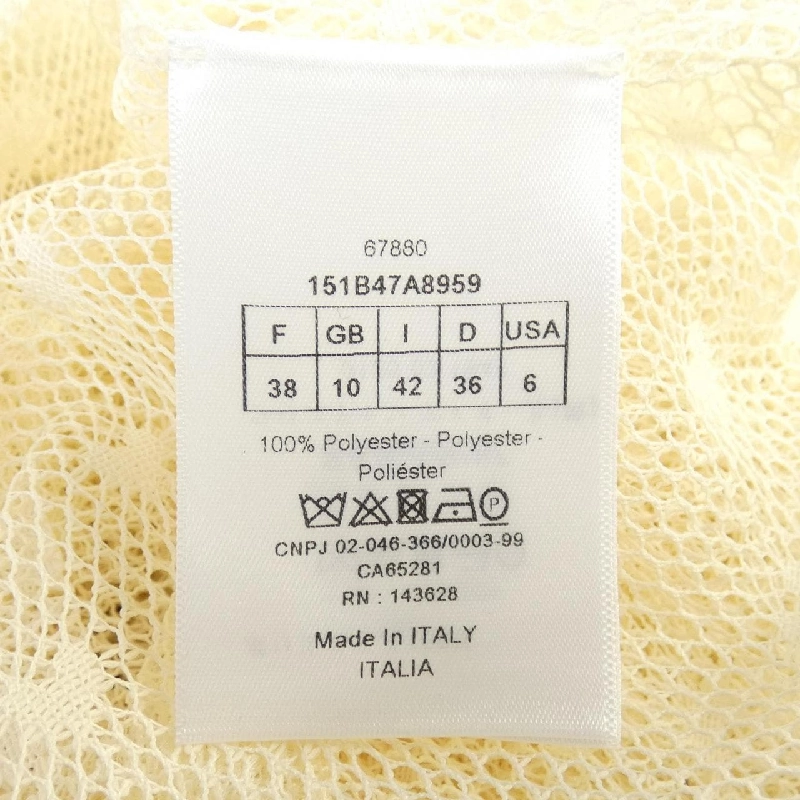 67880
151B47A8959
F GB I D USA
38 10 42 36 6
100% Polyester - Polyester -
Poliéster
P
CNPJ 02-046-366/0003-99
CA65281
RN : 143628
Made In ITALY
ITALIA